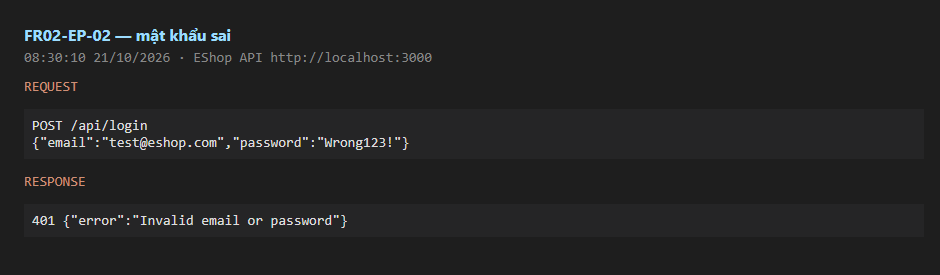 FR02-EP-02 — mật khẩu sai
08:30:10 21/10/2026 · EShop API http://localhost:3000
REQUEST
POST /api/login
{"email":"test@eshop.com","password":"Wrong123!"}
RESPONSE
401 {"error":"Invalid email or password"}